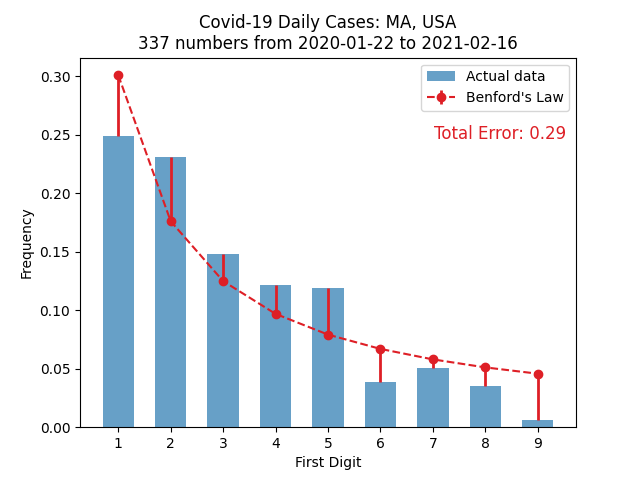 Covid-19 Daily Cases: MA, USA
337 numbers from 2020-01-22 to 2021-02-16
Actual data
Benford's Law
Total Error: 0.29
0.30
0.25
0.20
0.15
0.10
0.05
0.00
Frequency
1 2 3 4 5 6 7 8 9
First Digit